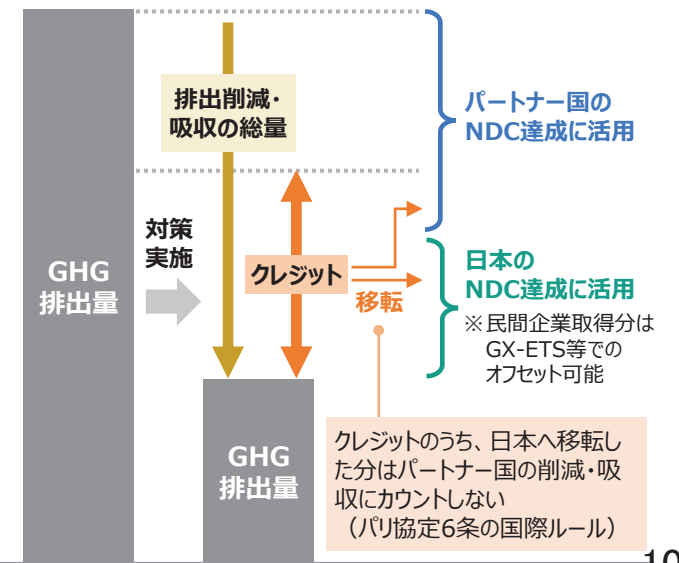 排出削減・
吸収の総量
パートナー国の
NDC達成に活用
対策
実施
GHG
排出量
クレジット
移転
日本の
NDC達成に活用
※民間企業取得分は
GX-ETS等での
オフセット可能
GHG
排出量
クレジットのうち、日本へ移転し
た分はパートナー国の削減・吸
収にカウントしない
（パリ協定6条の国際ルール）